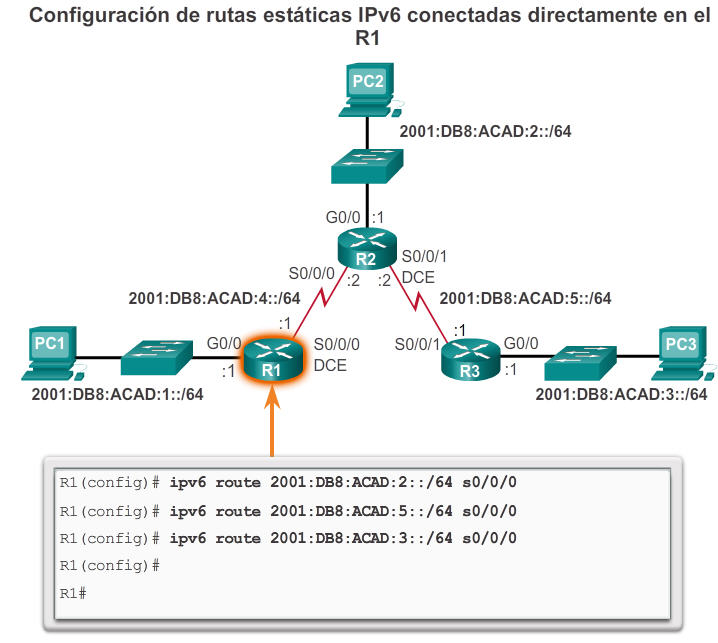 Configuración de rutas estáticas IPv6 conectadas directamente en el
R1
PC2
2001:DB8:ACAD:2::/64
G0/0 :1
R2
S0/0/1
S0/0/0
:2
:2
DCE
2001:DB8:ACAD:4::/64
2001:DB8:ACAD:5::/64
:1
:1
PC1
G0/0
S0/0/0
S0/0/1
G0/0
PC3
:1
R1
DCE
R3
:1
2001:DB8:ACAD:1::/64
2001:DB8:ACAD:3::/64
R1(config)# ipv6 route 2001:DB8:ACAD:2::/64 s0/0/0
R1(config)# ipv6 route 2001:DB8:ACAD:5::/64 s0/0/0
R1(config)# ipv6 route 2001:DB8:ACAD:3::/64 s0/0/0
R1(config)#
R1#